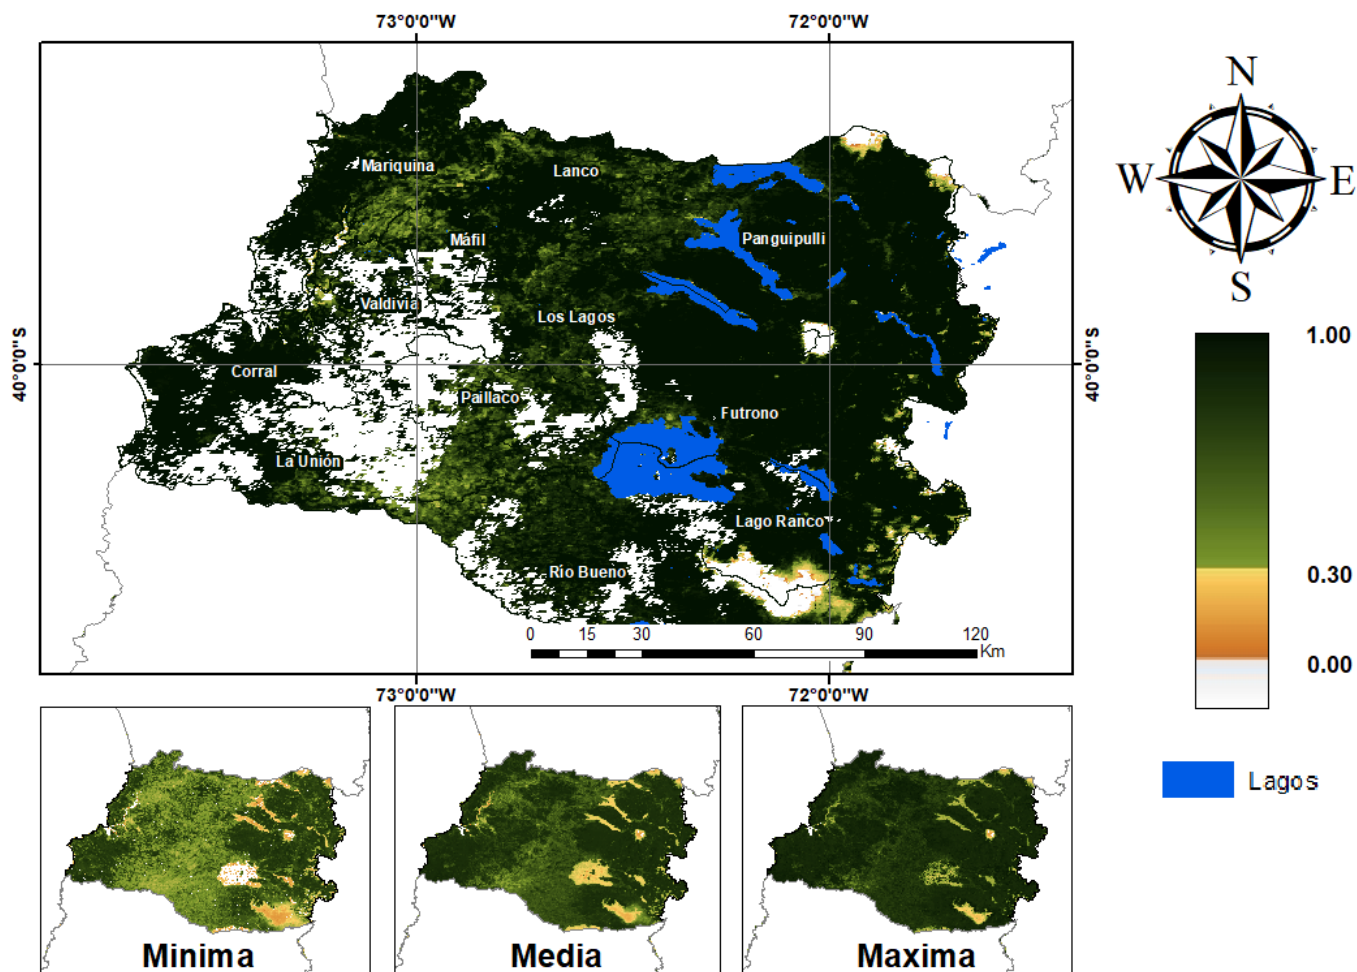 73°0'0"W
72°0'0"W
N
W
E
S
Mariquina
Lanco
Máfil
Panguipulli
Valdivia
Los Lagos
40°0'0"S
40°0'0"S
Corral
Paillaco
Futrono
La Unión
Lago Ranco
Río Bueno
0 15 30 60 90 120
Km
73°0'0"W
72°0'0"W
1.00
0.30
0.00
Lagos
Minima
Media
Maxima